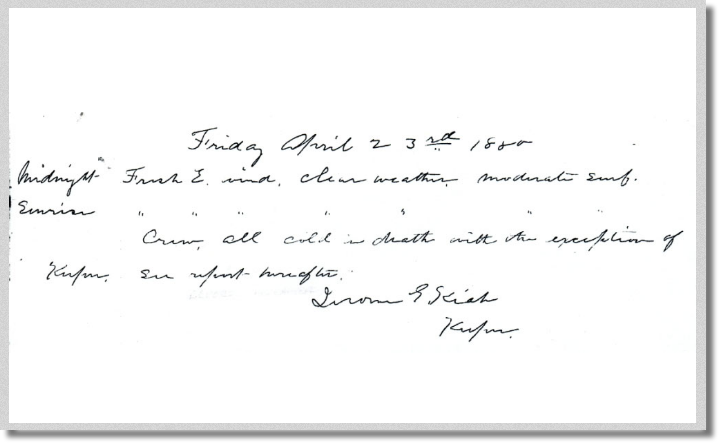 Friday April 23rd 1880
Midnight Fresh E. wind. clear weather. moderate surf.
Sunrise " " " " " " "
Crew, all cold in death with the exception of
Keeper. see report hereafter.
Jerome G. Kiah
Keeper.